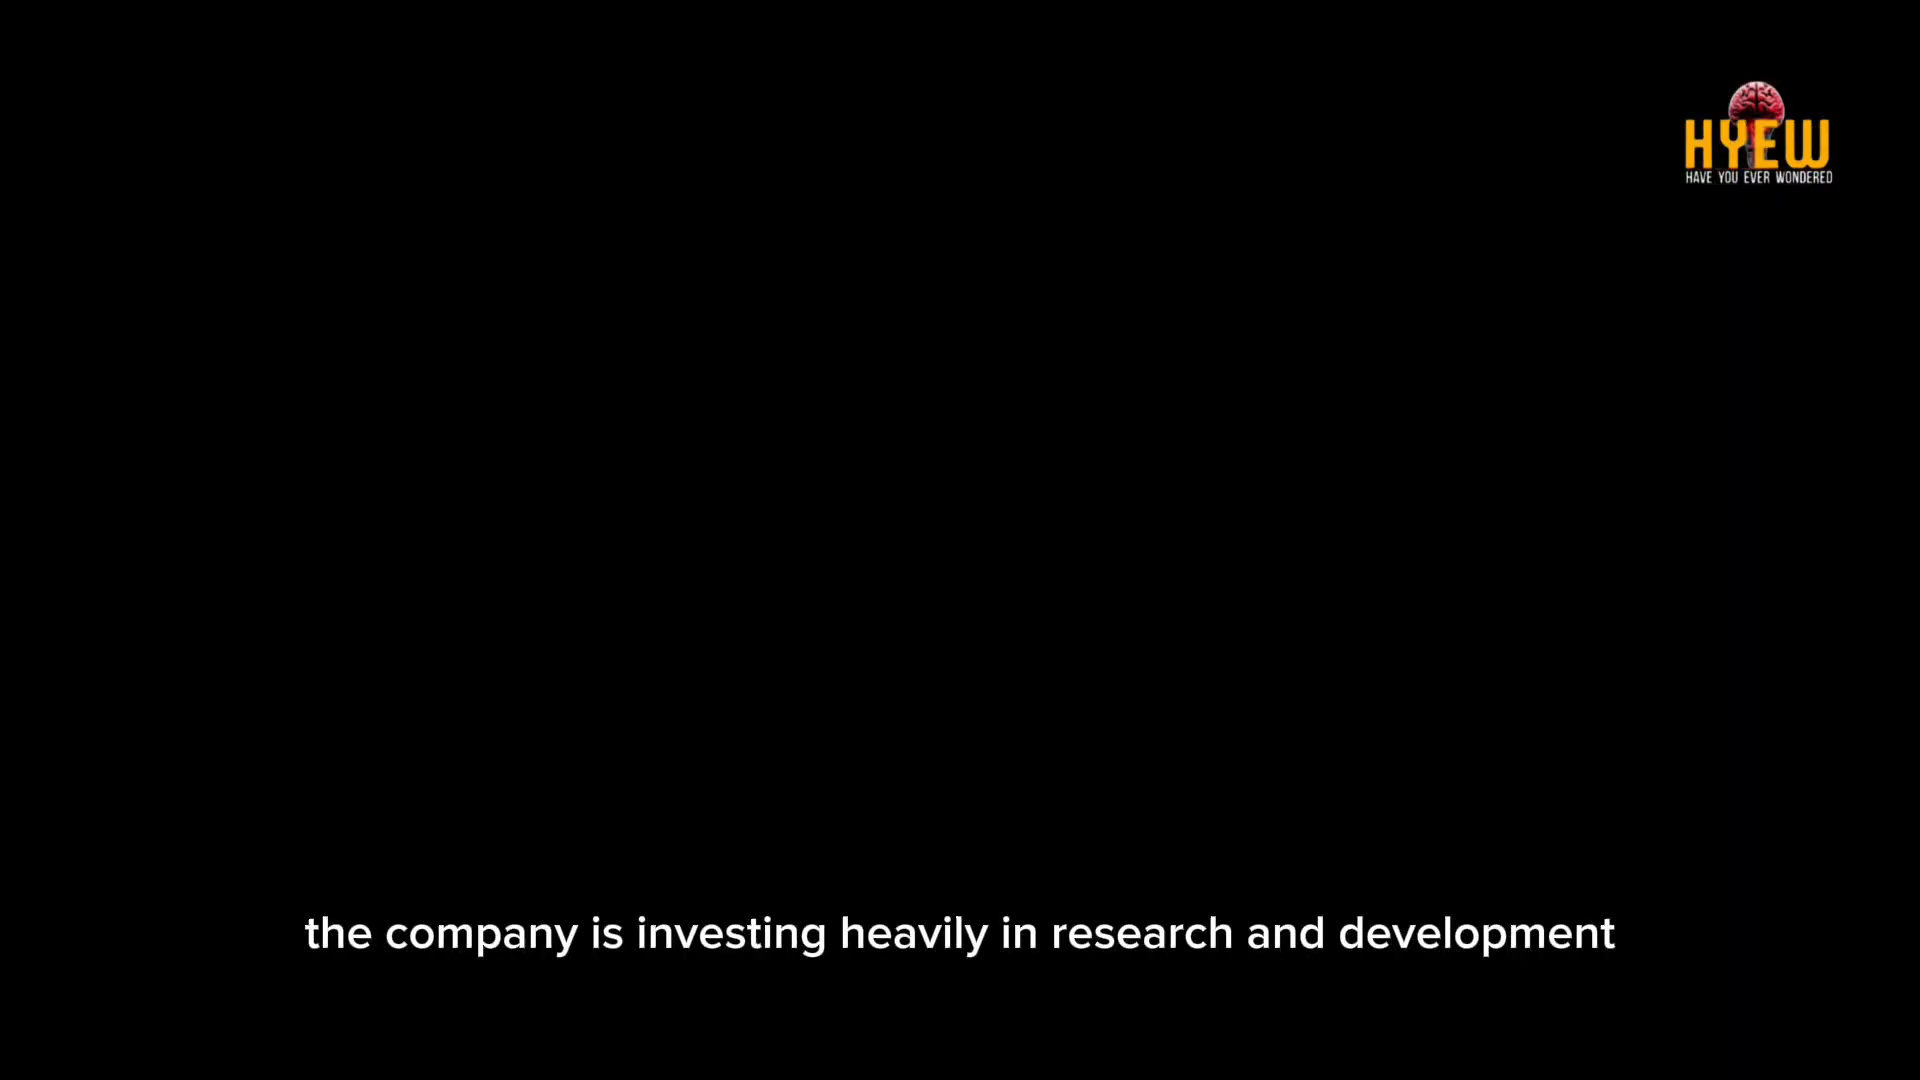 HYEW
HAVE YOU EVER WONDERED
the company is investing heavily in research and development